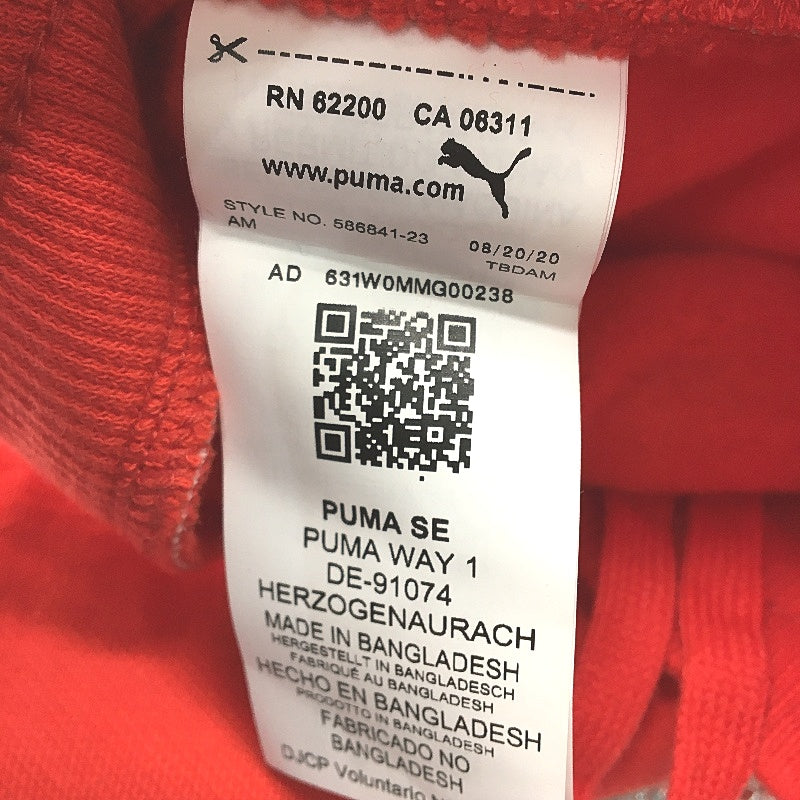 RN 62200 CA 06311
www.puma.com
STYLE NO. 586841-23 08/20/20
AM TBDAM
AD 631W0MMG00238
PUMA SE
PUMA WAY 1
DE-91074
HERZOGENAURACH
MADE IN BANGLADESH
HERGESTELLT IN BANGLADESCH
FABRIQUÉ AU BANGLADESH
HECHO EN BANGLADESH
PRODOTTO IN BANGLADESH
FABRICADO NO
BANGLADESH
DJCP Voluntario